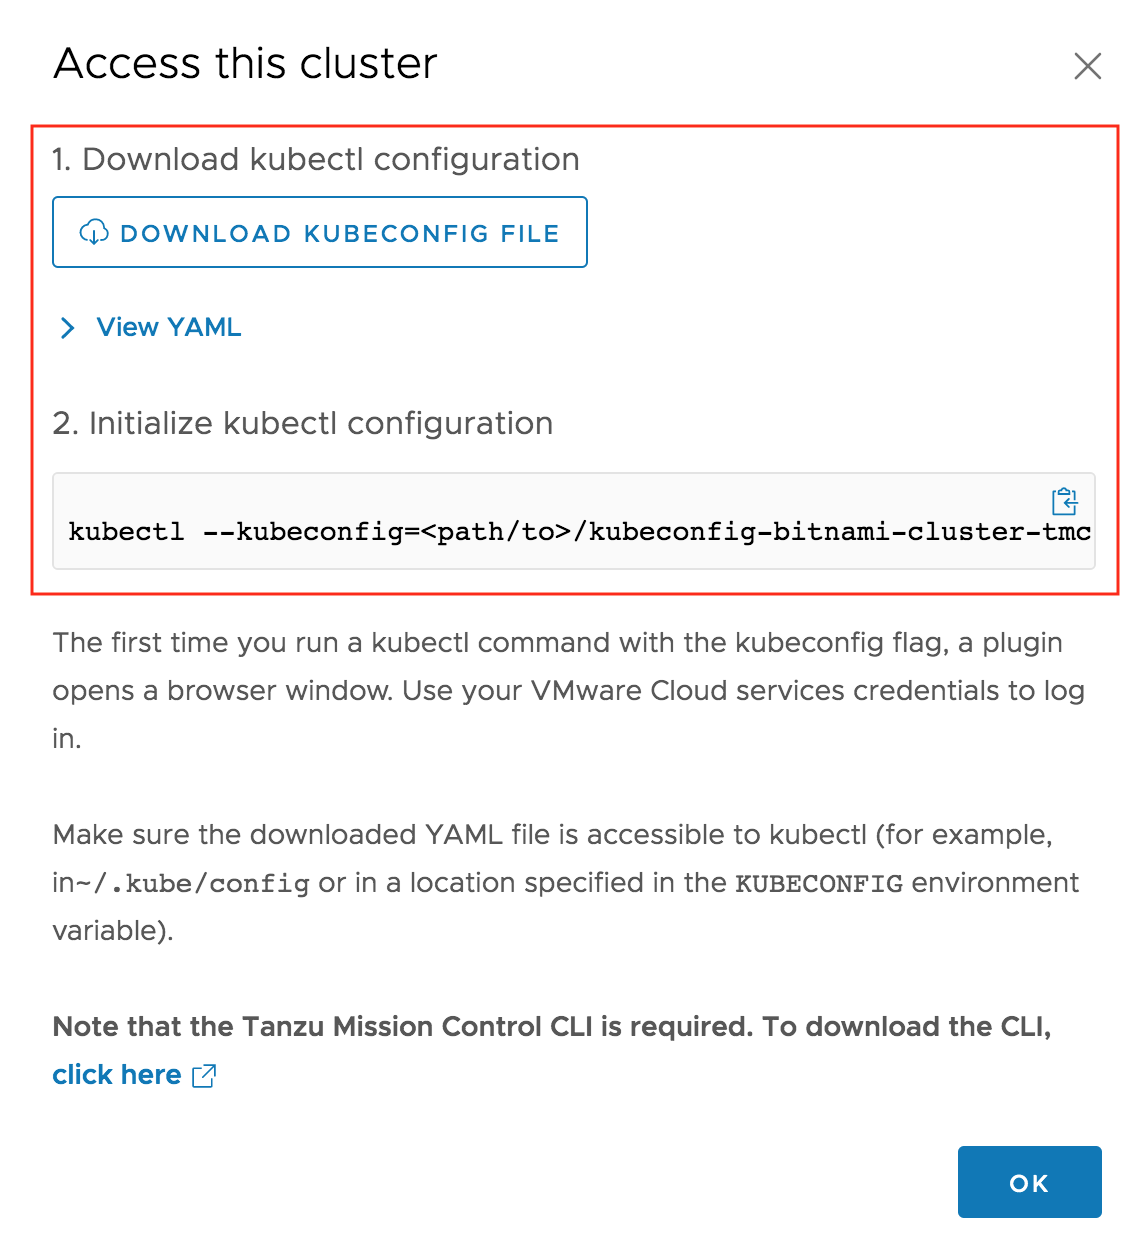 Access this cluster
1. Download kubectl configuration
DOWNLOAD KUBECONFIG FILE
View YAML
2. Initialize kubectl configuration
kubectl --kubeconfig=<path/to>/kubeconfig-bitnami-cluster-tmc
The first time you run a kubectl command with the kubeconfig flag, a plugin
opens a browser window. Use your VMware Cloud services credentials to log
in.
Make sure the downloaded YAML file is accessible to kubectl (for example,
in~/.kube/config or in a location specified in the KUBECONFIG environment
variable).
Note that the Tanzu Mission Control CLI is required. To download the CLI,
click here
OK